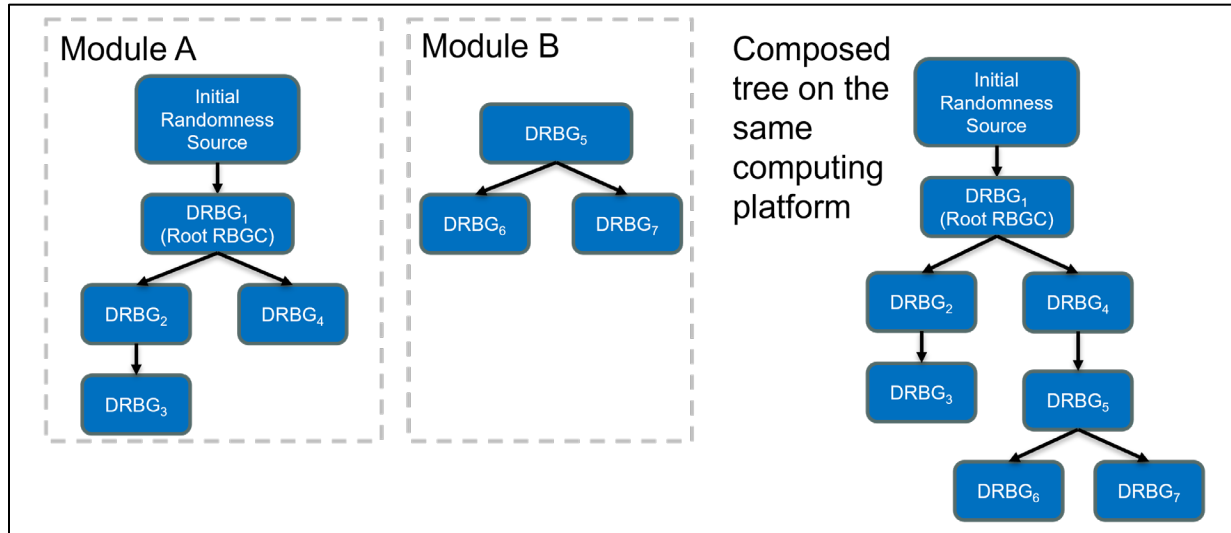 Module A
Initial
Randomness
Source
DRBG₁
(Root RBGC)
DRBG₂
DRBG₄
DRBG₃
Module B
DRBG₅
DRBG₆
DRBG₇
Composed
tree on the
same
computing
platform
Initial
Randomness
Source
DRBG₁
(Root RBGC)
DRBG₂
DRBG₄
DRBG₃
DRBG₅
DRBG₆
DRBG₇